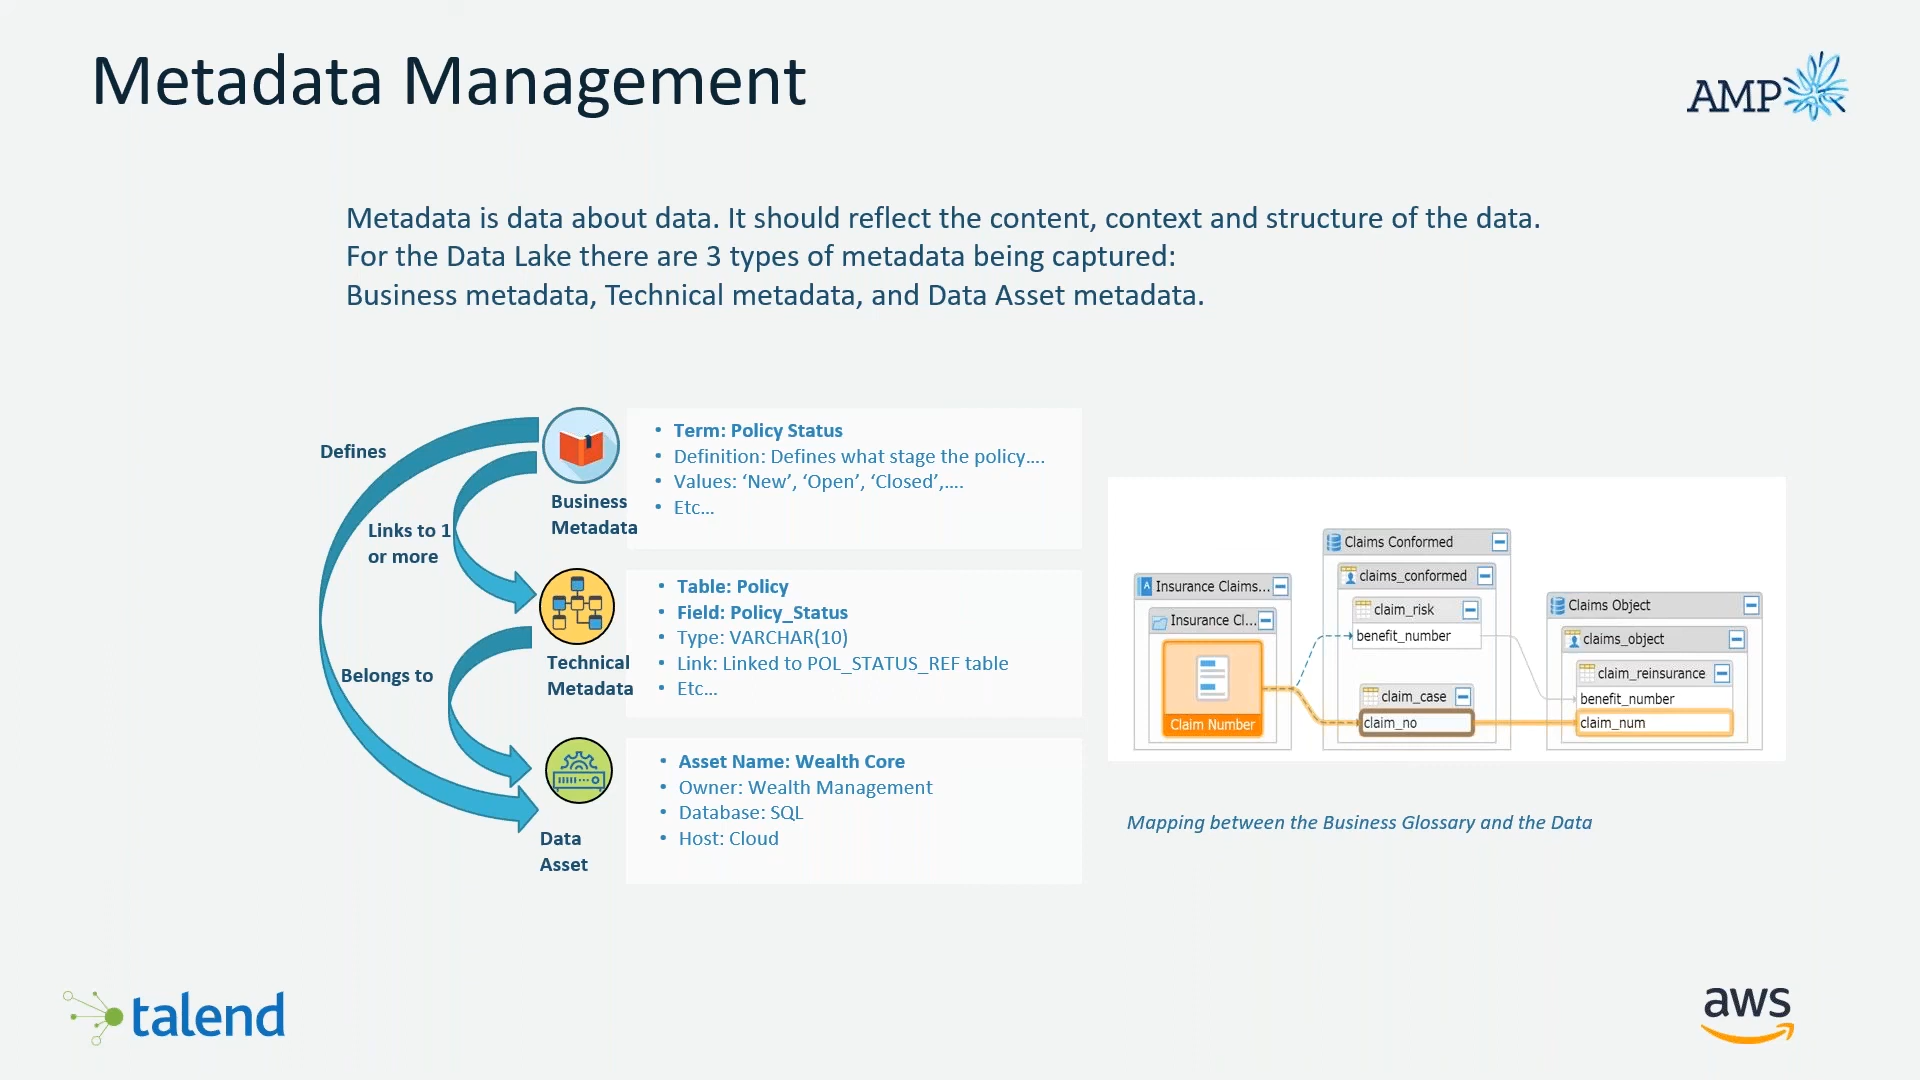 Metadata Management
AMP
Metadata is data about data. It should reflect the content, context and structure of the data.
For the Data Lake there are 3 types of metadata being captured:
Business metadata, Technical metadata, and Data Asset metadata.
Defines
Links to 1
or more
Belongs to
Business
Metadata
• Term: Policy Status
• Definition: Defines what stage the policy....
• Values: ‘New’, ‘Open’, ‘Closed’,....
• Etc...
Technical
Metadata
• Table: Policy
• Field: Policy_Status
• Type: VARCHAR(10)
• Link: Linked to POL_STATUS_REF table
• Etc...
Data
Asset
• Asset Name: Wealth Core
• Owner: Wealth Management
• Database: SQL
• Host: Cloud
Insurance Claims...
Insurance Cl...
Claim Number
Claims Conformed
claims_conformed
claim_risk
benefit_number
claim_case
claim_no
Claims Object
claims_object
claim_reinsurance
benefit_number
claim_num
Mapping between the Business Glossary and the Data
talend
aws